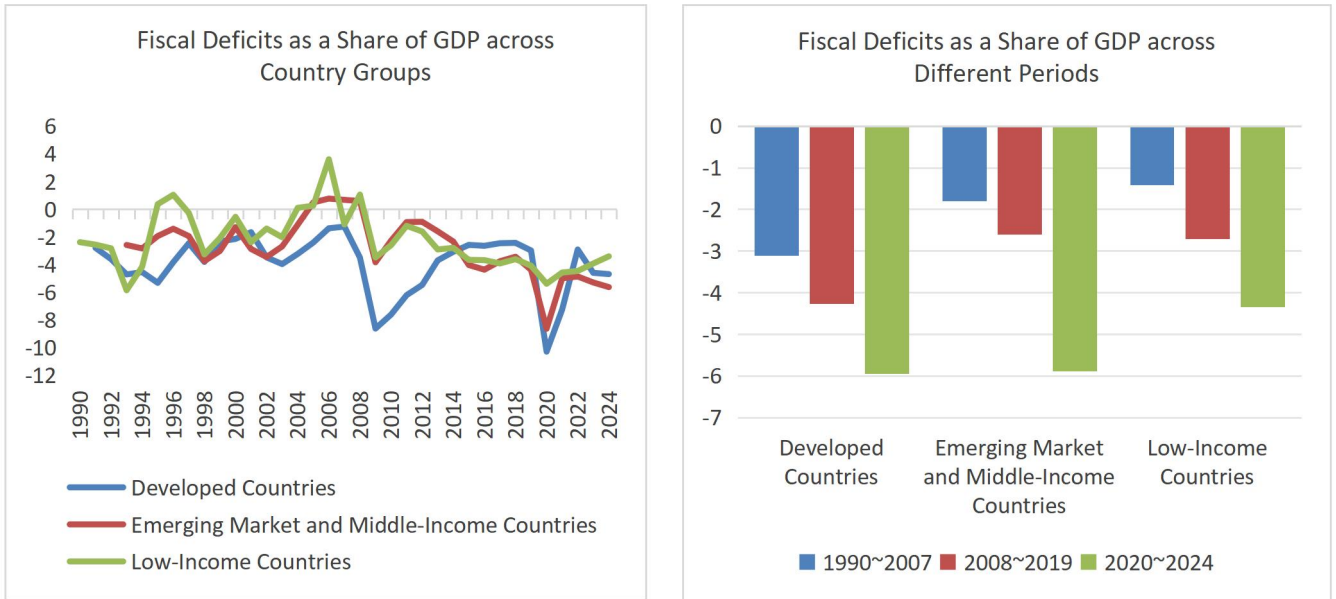 Fiscal Deficits as a Share of GDP across
Country Groups
6
4
2
0
-2
-4
-6
-8
-10
-12
1990
1992
1994
1996
1998
2000
2002
2004
2006
2008
2010
2012
2014
2016
2018
2020
2022
2024
Developed Countries
Emerging Market and Middle-Income Countries
Low-Income Countries
Fiscal Deficits as a Share of GDP across
Different Periods
0
-1
-2
-3
-4
-5
-6
-7
Developed
Countries
Emerging Market
and Middle-Income
Countries
Low-Income
Countries
1990~2007 2008~2019 2020~2024